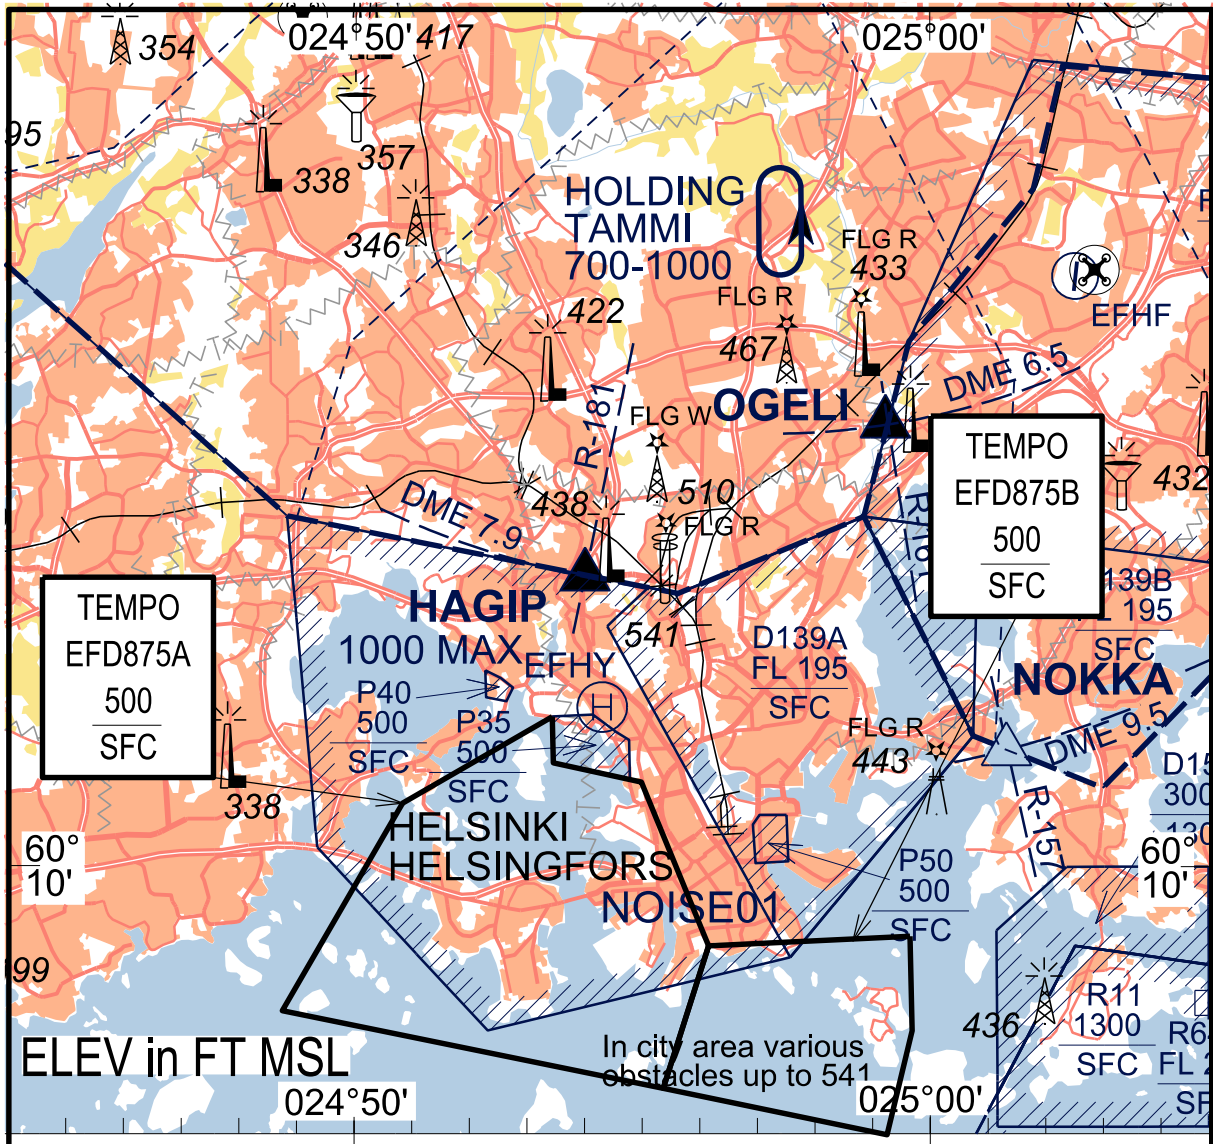 024°50'
417
025°00'
354
95
357
338
346
HOLDING
TAMMI
700-1000
FLG R
433
FLG R
467
EFHF
422
R-181
DME 6.5
OGELI
FLG W
510
FLG R
438
DME 7.9
TEMPO
EFD875B
500
SFC
432
HAGIP
1000 MAX
EFHY
541
TEMPO
EFD875A
500
SFC
D139A
FL 195
SFC
139B
195
SFC
NOKKA
DME 9.5
R-157
P40
500
SFC
P35
500
SFC
FLG R
443
D15
300
338
HELSINKI
HELSINGFORS
NOISE01
P50
500
SFC
60°
10'
60°
10'
99
436
R11
1300
SFC
R6
FL 2
SF
ELEV in FT MSL
In city area various
obstacles up to 541
024°50'
025°00'